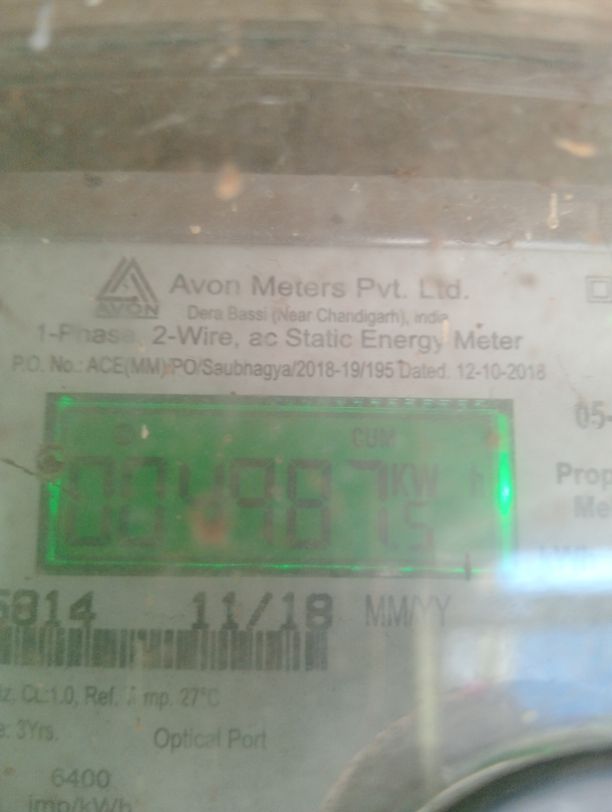 AVON
Avon Meters Pvt. Ltd.
Dera Bassi (Near Chandigarh), India
1-Phase, 2-Wire, ac Static Energy Meter
P.O. No.: ACE(MM)/PO/Saubhagya/2018-19/195 Dated. 12-10-2018
CUM
004987.5 KW h
05-
Prop
Me
5814 11/18 MM/YY
z, CL:1.0, Ref. Temp. 27°C
e: 3Yrs. Optical Port
6400
imp/kWh